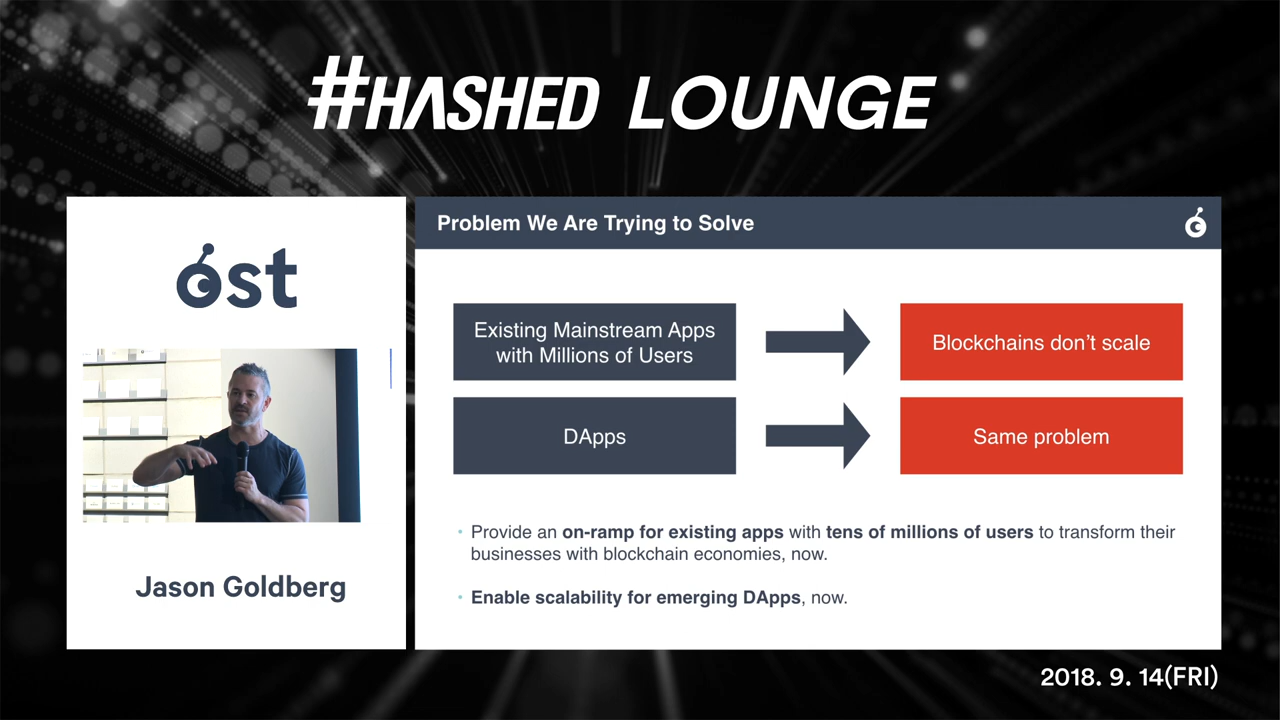 #HASHED LOUNGE
ost
Jason Goldberg
Problem We Are Trying to Solve
Existing Mainstream Apps
with Millions of Users
Blockchains don’t scale
DApps
Same problem
Provide an on-ramp for existing apps with tens of millions of users to transform their
businesses with blockchain economies, now.
Enable scalability for emerging DApps, now.
2018. 9. 14(FRI)